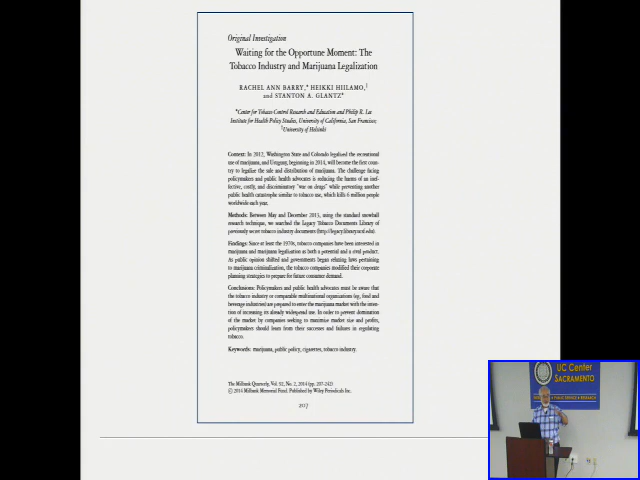 Original Investigation
Waiting for the Opportune Moment: The
Tobacco Industry and Marijuana Legalization
RACHEL ANN BARRY,* HEIKKI HIILAMO,†
and STANTON A. GLANTZ*
*Center for Tobacco Control Research and Education and Philip R. Lee
Institute for Health Policy Studies, University of California, San Francisco;
†University of Helsinki
Context: In 2012, Washington State and Colorado legalized the recreational
use of marijuana, and Uruguay, beginning in 2014, will become the first coun-
try to legalize the sale and distribution of marijuana. The challenge facing
policymakers and public health advocates is reducing the harms of an inef-
fective, costly, and discriminatory "war on drugs" while preventing another
public health catastrophe similar to tobacco use, which kills 6 million people
worldwide each year.
Methods: Between May and December 2013, using the standard snowball
research technique, we searched the Legacy Tobacco Documents Library of
previously secret tobacco industry documents (http://legacy.library.ucsf.edu).
Findings: Since at least the 1970s, tobacco companies have been interested in
marijuana and marijuana legalization as both a potential and a rival product.
As public opinion shifted and governments began relaxing laws pertaining
to marijuana criminalization, the tobacco companies modified their corporate
planning strategies to prepare for future consumer demand.
Conclusions: Policymakers and public health advocates must be aware that
the tobacco industry or comparable multinational organizations (eg, food and
beverage industries) are prepared to enter the marijuana market with the inten-
tion of increasing its already widespread use. In order to prevent domination
of the market by companies seeking to maximize market size and profits,
policymakers should learn from their successes and failures in regulating
tobacco.
Keywords: marijuana, public policy, cigarettes, tobacco industry.
The Milbank Quarterly, Vol. 92, No. 2, 2014 (pp. 207-242)
© 2014 Milbank Memorial Fund. Published by Wiley Periodicals Inc.
207
UC Center
SACRAMENTO
PUBLIC SERVICE • RESEARCH